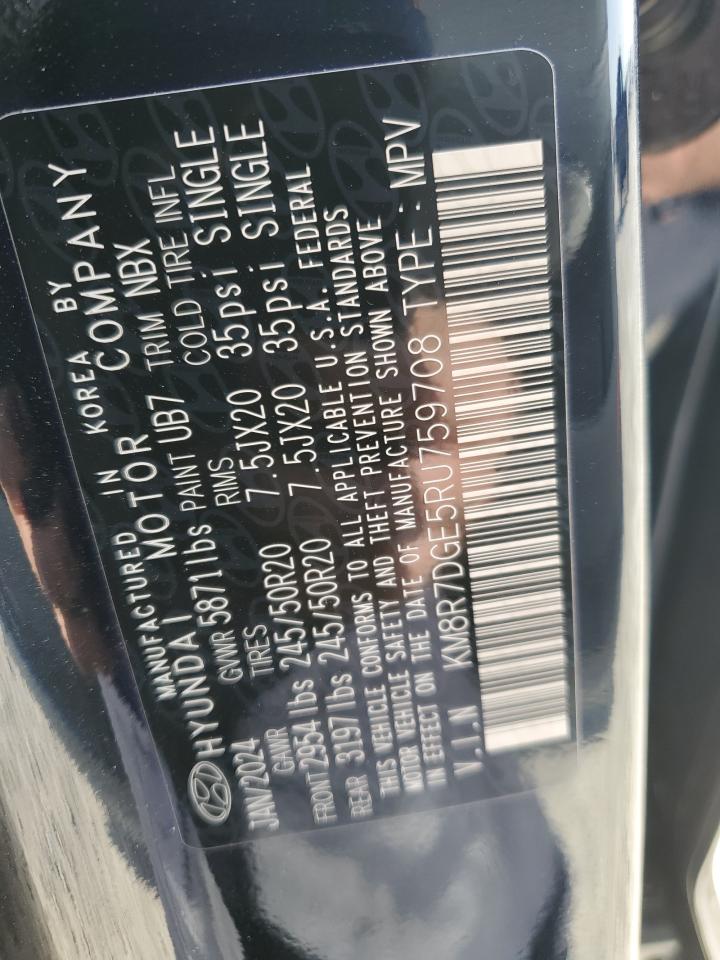 MANUFACTURED IN KOREA BY
HYUNDAI MOTOR COMPANY
JAN/2024 GVWR 5871lbs PAINT UB7 TRIM NBX
GAWR TIRES RIMS COLD TIRE INFL
FRONT 2954lbs 245/50R20 7.5JX20 35psi SINGLE
REAR 3197lbs 245/50R20 7.5JX20 35psi SINGLE
THIS VEHICLE CONFORMS TO ALL APPLICABLE U.S.A. FEDERAL
MOTOR VEHICLE SAFETY AND THEFT PREVENTION STANDARDS
IN EFFECT ON THE DATE OF MANUFACTURE SHOWN ABOVE
V.I.N KM8R7DGE5RU759708 TYPE : MPV